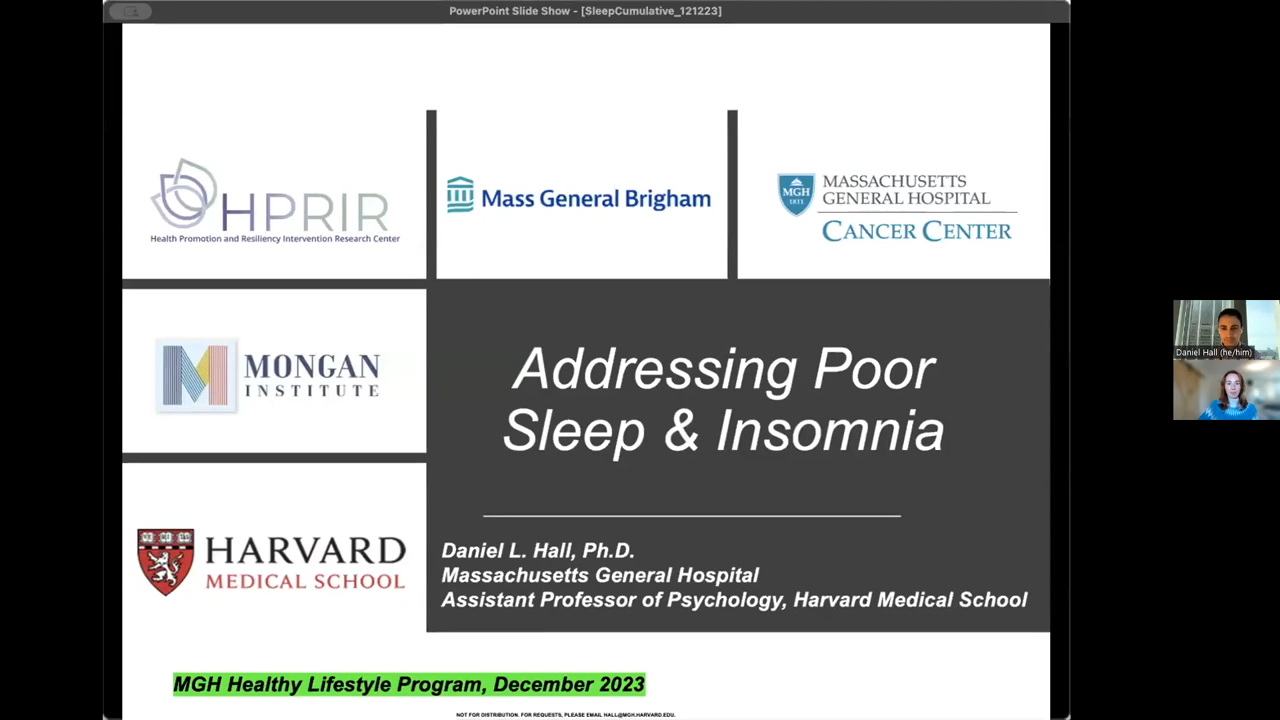 PowerPoint Slide Show - [SleepCumulative_121223]
HPRIR
Health Promotion and Resiliency Intervention Research Center
Mass General Brigham
MGH
1811
MASSACHUSETTS
GENERAL HOSPITAL
CANCER CENTER
MONGAN
INSTITUTE
HARVARD
MEDICAL SCHOOL
Addressing Poor
Sleep & Insomnia
Daniel L. Hall, Ph.D.
Massachusetts General Hospital
Assistant Professor of Psychology, Harvard Medical School
MGH Healthy Lifestyle Program, December 2023
NOT FOR DISTRIBUTION. FOR REQUESTS, PLEASE EMAIL HALL@MGH.HARVARD.EDU.
Daniel Hall (he/him)